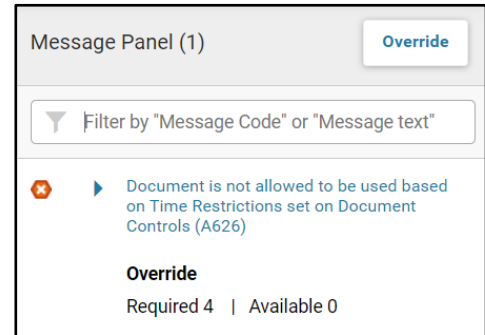 Message Panel (1)
Override
Filter by "Message Code" or "Message text"
Document is not allowed to be used based
on Time Restrictions set on Document
Controls (A626)
Override
Required 4 | Available 0